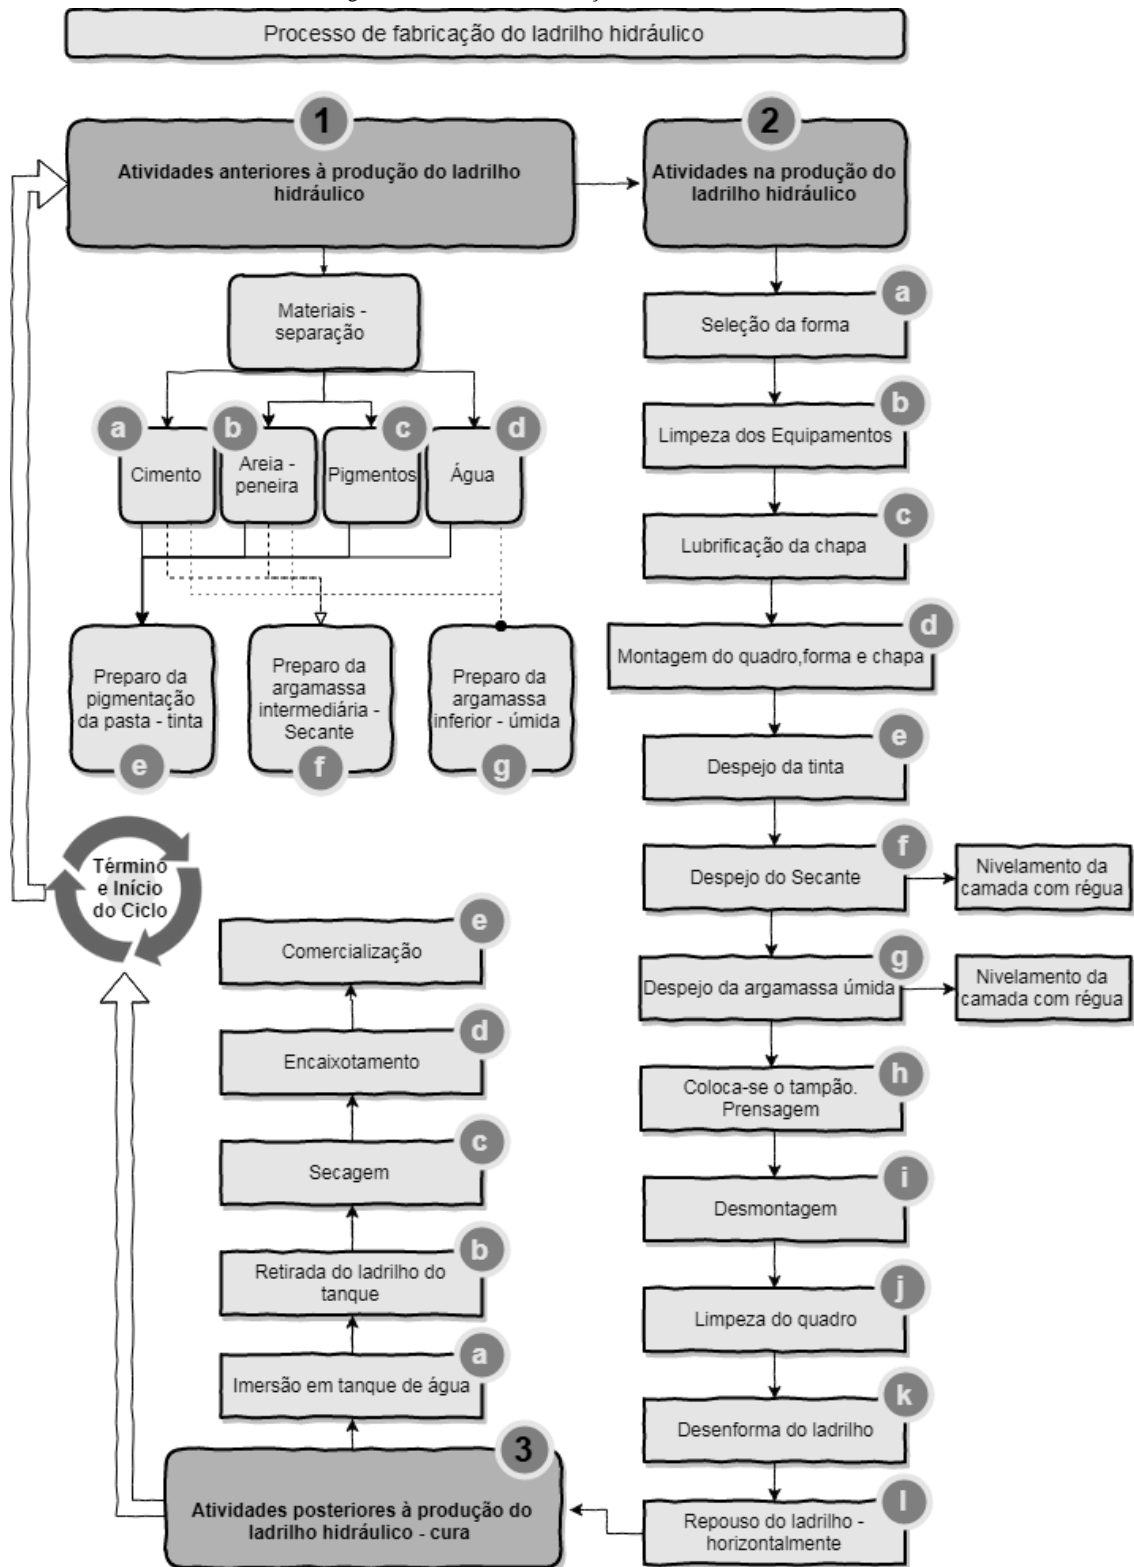 Processo de fabricação do ladrilho hidráulico
1
Atividades anteriores à produção do ladrilho
hidráulico
2
Atividades na produção do
ladrilho hidráulico
Materiais -
separação
a
Cimento
b
Areia -
peneira
c
Pigmentos
d
Água
Preparo da
pigmentação
da pasta - tinta
e
Preparo da
argamassa
intermediária -
Secante
f
Preparo da
argamassa
inferior - úmida
g
a
Seleção da forma
b
Limpeza dos Equipamentos
c
Lubrificação da chapa
d
Montagem do quadro,forma e chapa
e
Despejo da tinta
f
Despejo do Secante
Nivelamento da
camada com régua
g
Despejo da argamassa úmida
Nivelamento da
camada com régua
h
Coloca-se o tampão.
Prensagem
i
Desmontagem
j
Limpeza do quadro
k
Desenforma do ladrilho
l
Repouso do ladrilho -
horizontalmente
3
Atividades posteriores à produção do
ladrilho hidráulico - cura
a
Imersão em tanque de água
b
Retirada do ladrilho do
tanque
c
Secagem
d
Encaixotamento
e
Comercialização
Término
e Início
do Ciclo